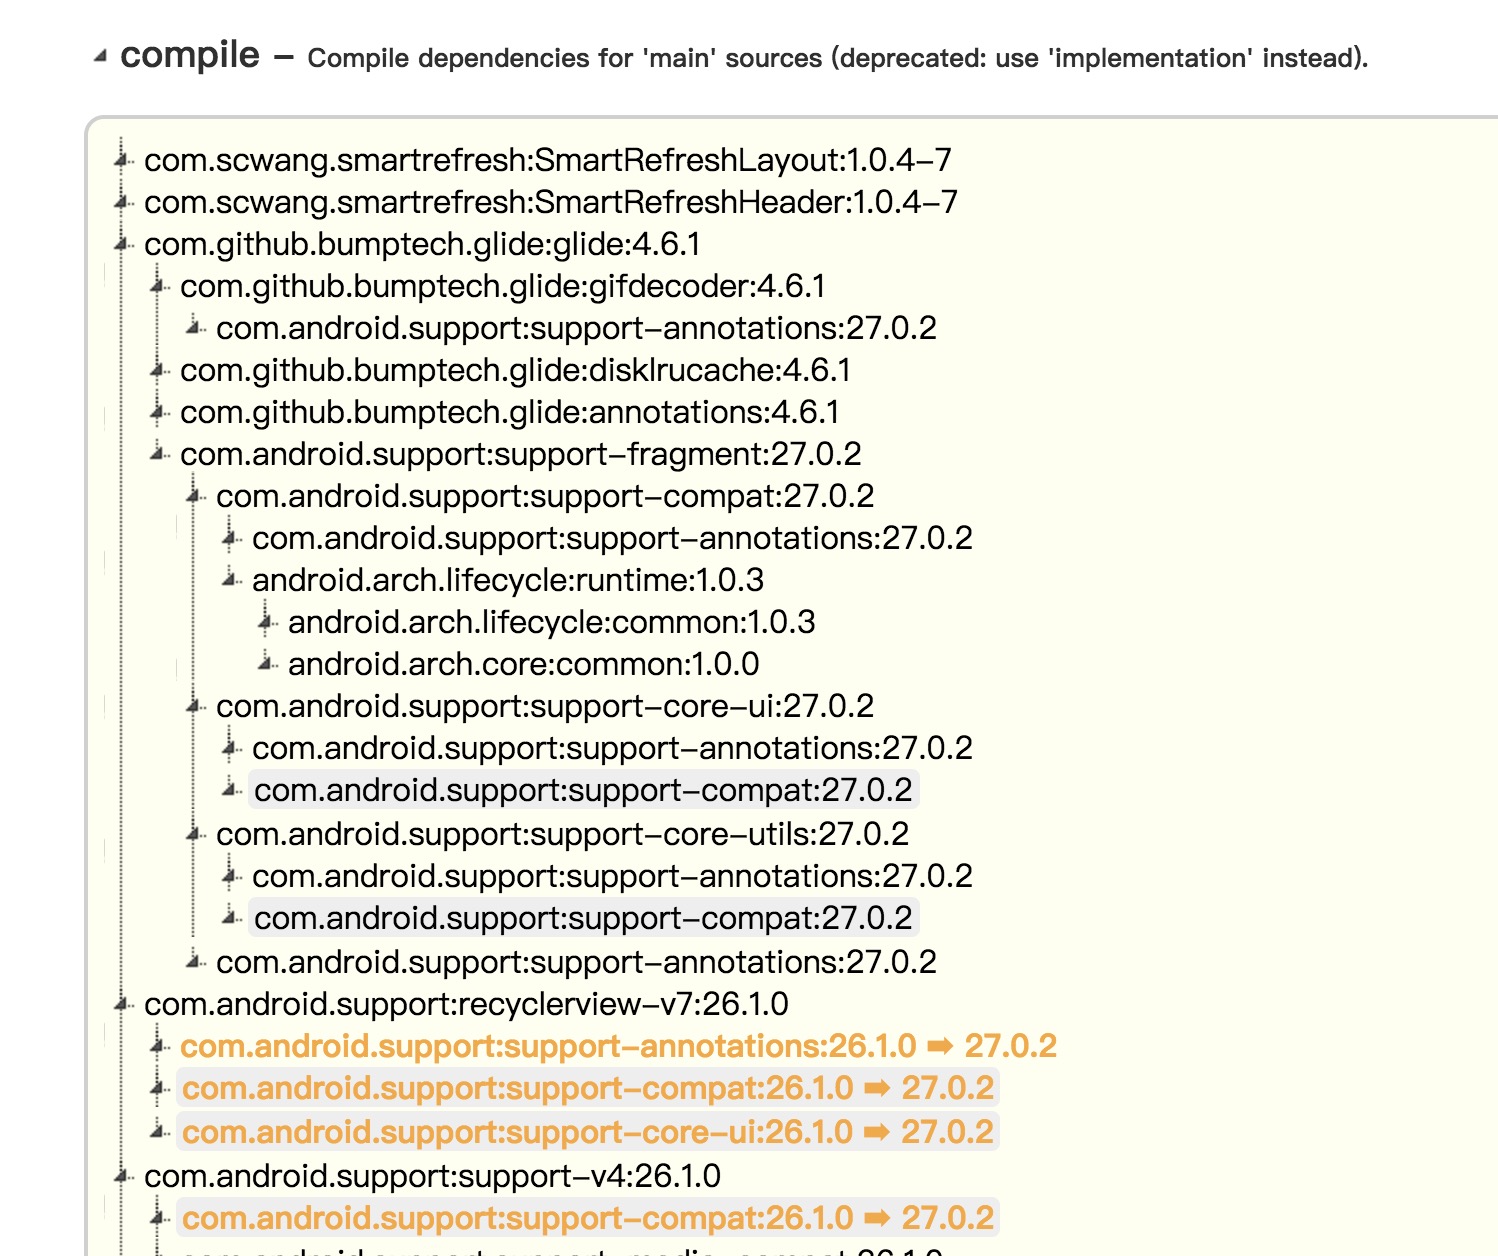 compile – Compile dependencies for 'main' sources (deprecated: use 'implementation' instead).
com.scwang.smartrefresh:SmartRefreshLayout:1.0.4–7
com.scwang.smartrefresh:SmartRefreshHeader:1.0.4–7
com.github.bumptech.glide:glide:4.6.1
com.github.bumptech.glide:gifdecoder:4.6.1
com.android.support:support–annotations:27.0.2
com.github.bumptech.glide:disklrucache:4.6.1
com.github.bumptech.glide:annotations:4.6.1
com.android.support:support–fragment:27.0.2
com.android.support:support–compat:27.0.2
com.android.support:support–annotations:27.0.2
android.arch.lifecycle:runtime:1.0.3
android.arch.lifecycle:common:1.0.3
android.arch.core:common:1.0.0
com.android.support:support–core–ui:27.0.2
com.android.support:support–annotations:27.0.2
com.android.support:support–compat:27.0.2
com.android.support:support–core–utils:27.0.2
com.android.support:support–annotations:27.0.2
com.android.support:support–compat:27.0.2
com.android.support:support–annotations:27.0.2
com.android.support:recyclerview–v7:26.1.0
com.android.support:support–annotations:26.1.0 ➡ 27.0.2
com.android.support:support–compat:26.1.0 ➡ 27.0.2
com.android.support:support–core–ui:26.1.0 ➡ 27.0.2
com.android.support:support–v4:26.1.0
com.android.support:support–compat:26.1.0 ➡ 27.0.2